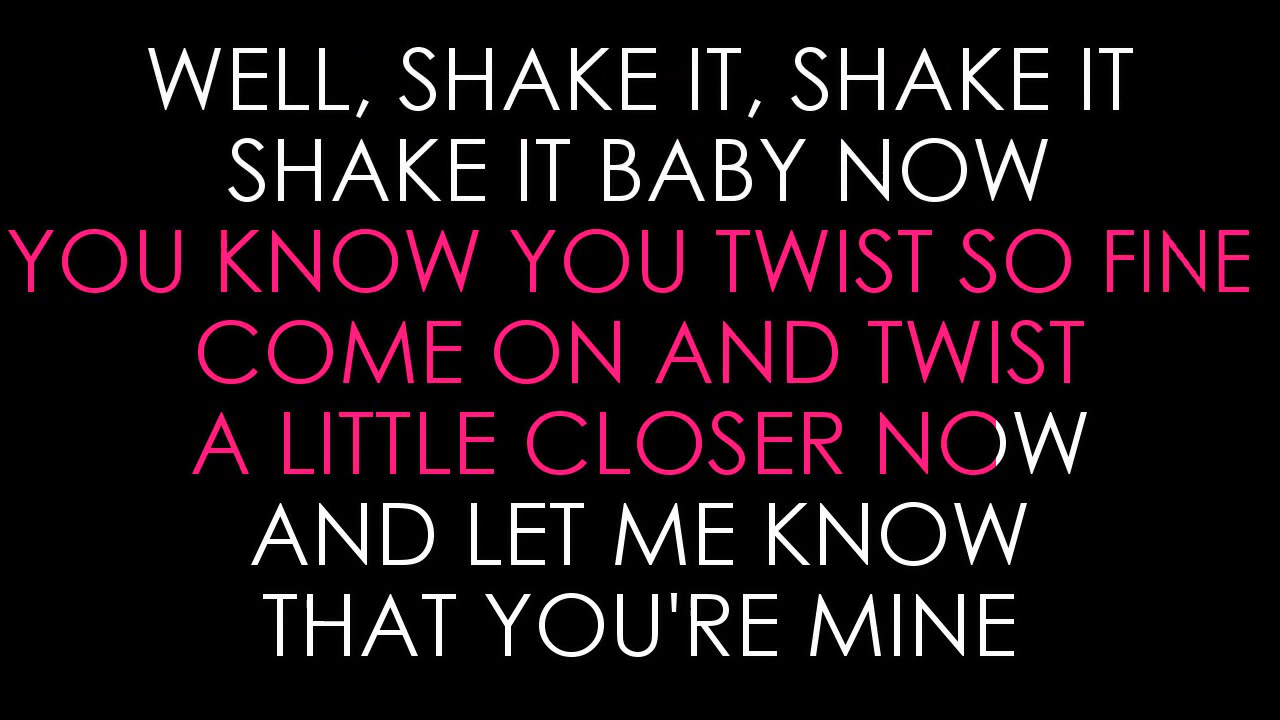 WELL, SHAKE IT, SHAKE IT
SHAKE IT BABY NOW
YOU KNOW YOU TWIST SO FINE
COME ON AND TWIST
A LITTLE CLOSER NOW
AND LET ME KNOW
THAT YOU'RE MINE